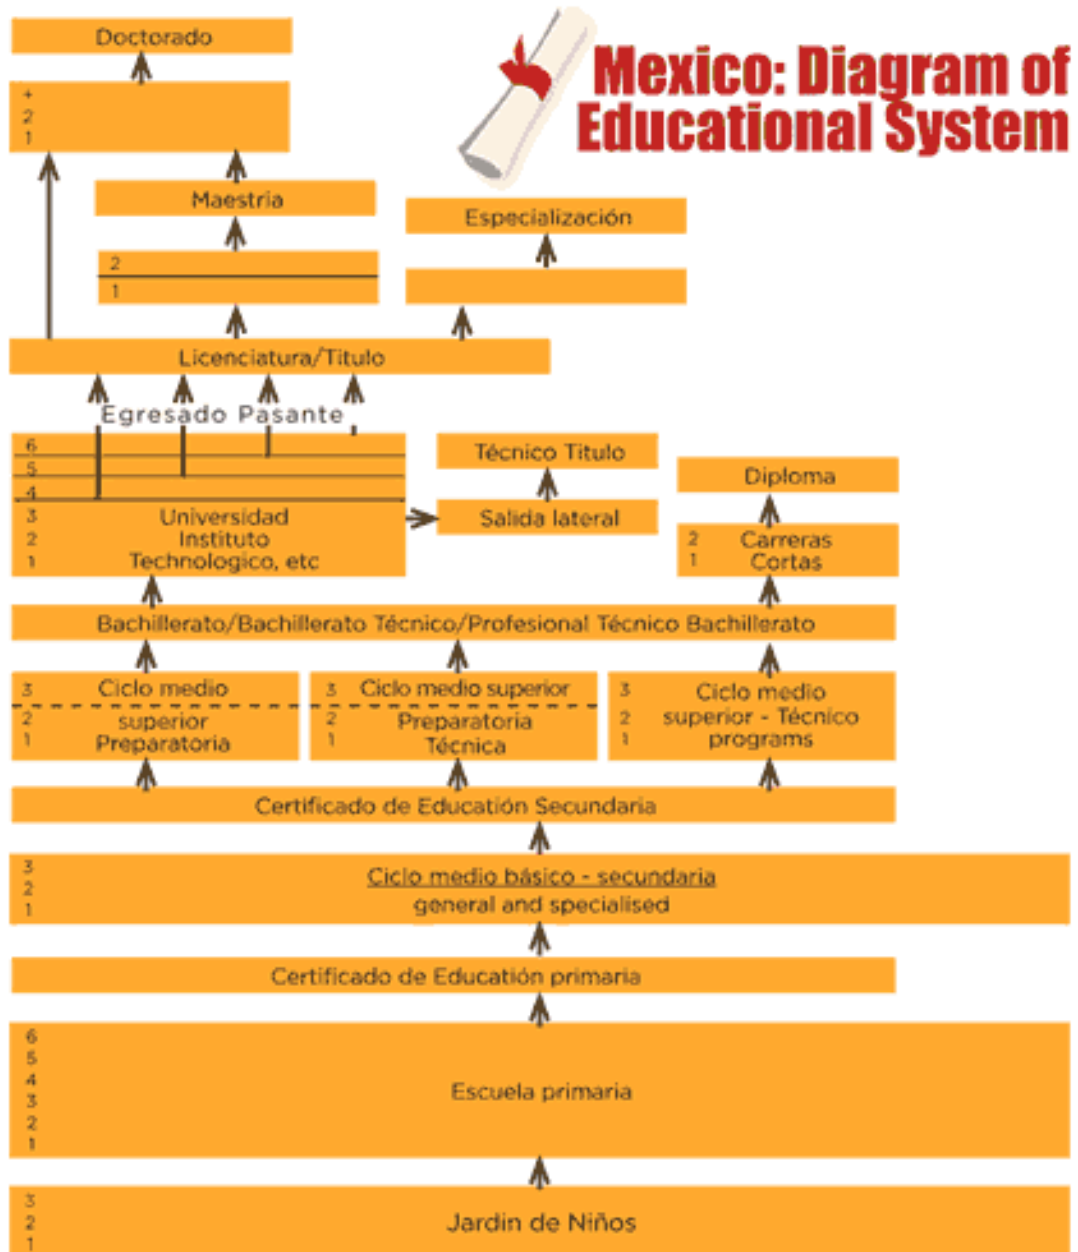 Mexico: Diagram of
Educational System
Doctorado
+
2
1
Maestria
Especialización
2
1
Licenciatura/Titulo
Egresado Pasante
6
5
4
3
2
1
Universidad
Instituto
Technologico, etc
Técnico Titulo
Salida lateral
Diploma
2 Carreras
1 Cortas
Bachillerato/Bachillerato Técnico/Profesional Técnico Bachillerato
3 Ciclo medio
2 superior
1 Preparatoria
3 Ciclo medio superior
2 Preparatoria
1 Técnica
3 Ciclo medio
2 superior - Técnico
1 programs
Certificado de Educatión Secundaria
3
2
1
Ciclo medio básico - secundaria
general and specialised
Certificado de Educatión primaria
6
5
4
3
2
1
Escuela primaria
3
2
1
Jardin de Niños